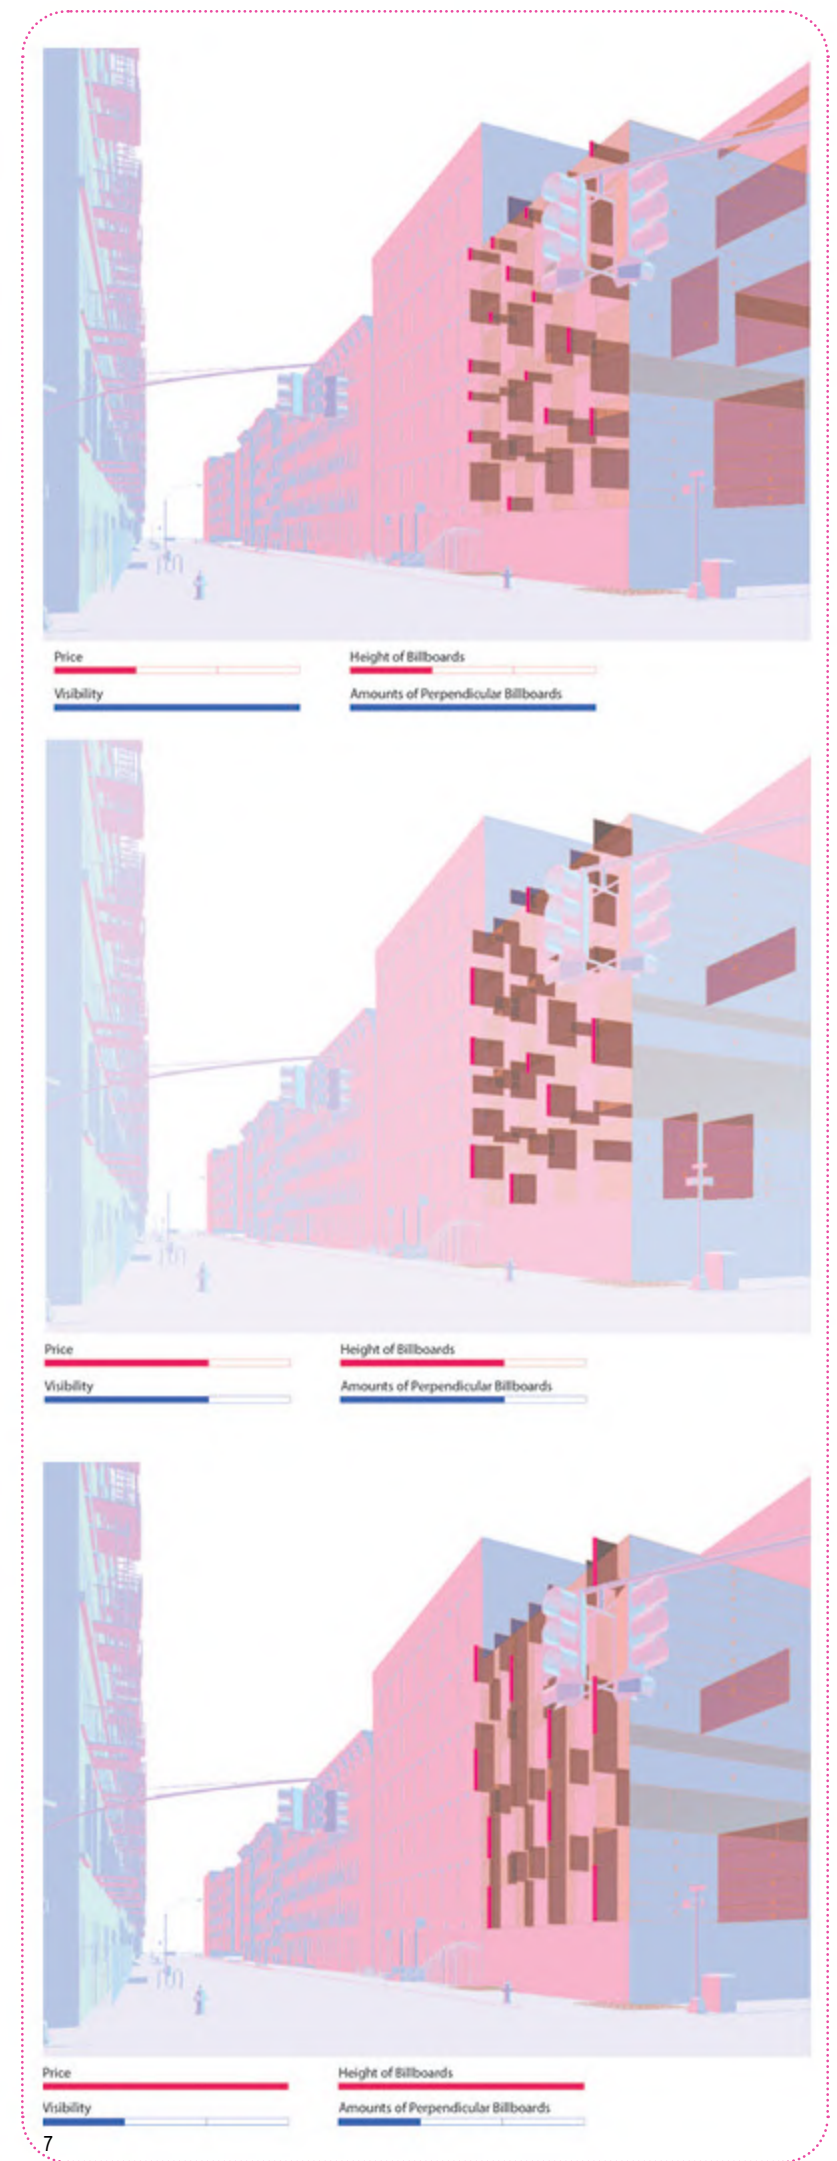 Price
Height of Billboards
Visibility
Amounts of Perpendicular Billboards
Price
Height of Billboards
Visibility
Amounts of Perpendicular Billboards
Price
Height of Billboards
Visibility
Amounts of Perpendicular Billboards
7